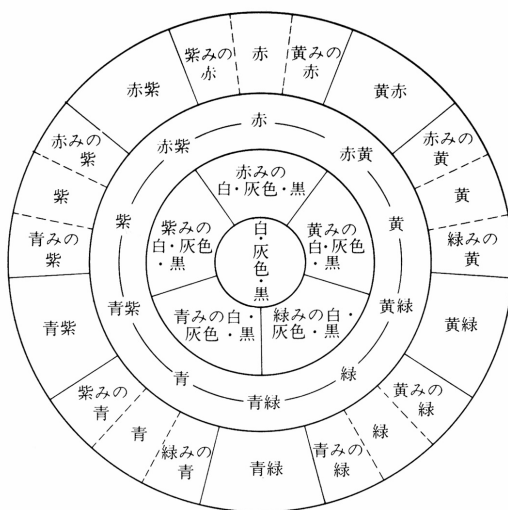 赤
黄みの
赤
黄赤
赤みの
黄
黄
緑みの
黄
黄緑
黄みの
緑
緑
青みの
緑
青緑
緑みの
青
青
紫みの
青
青紫
青みの
紫
紫
赤みの
紫
赤紫
紫みの
赤
赤
赤黄
黄
黄緑
緑
青緑
青
青紫
紫
赤紫
赤みの
白・灰色・黒
黄みの
白・灰色
・黒
緑みの白・
灰色・黒
青みの白・
灰色・黒
紫みの
白・灰色
・黒
白・灰色・黒